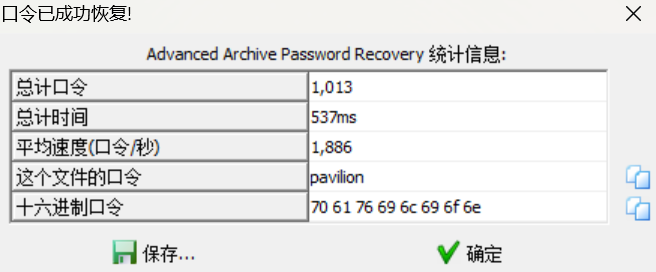 口令已成功恢复!
Advanced Archive Password Recovery 统计信息:
总计口令 1,013
总计时间 537ms
平均速度(口令/秒) 1,886
这个文件的口令 pavilion
十六进制口令 70 61 76 69 6c 69 6f 6e
保存... 确定